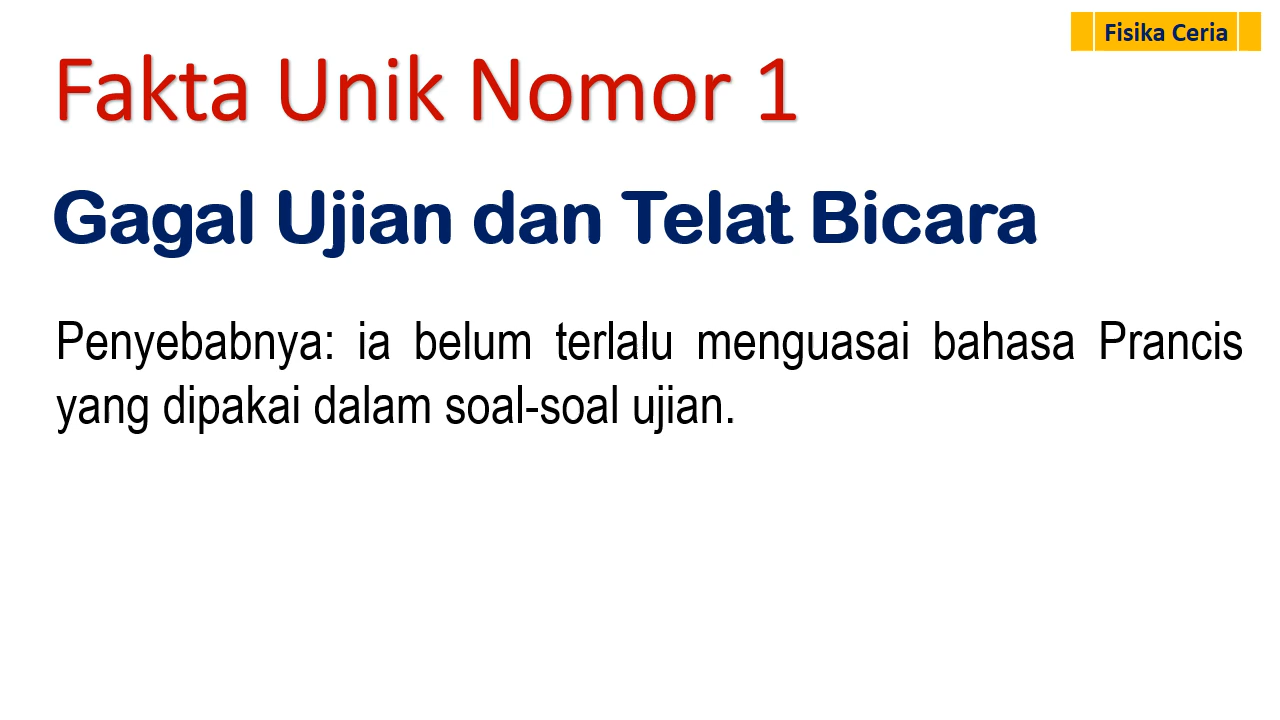 Fisika Ceria
Fakta Unik Nomor 1
Gagal Ujian dan Telat Bicara
Penyebabnya: ia belum terlalu menguasai bahasa Prancis
yang dipakai dalam soal-soal ujian.